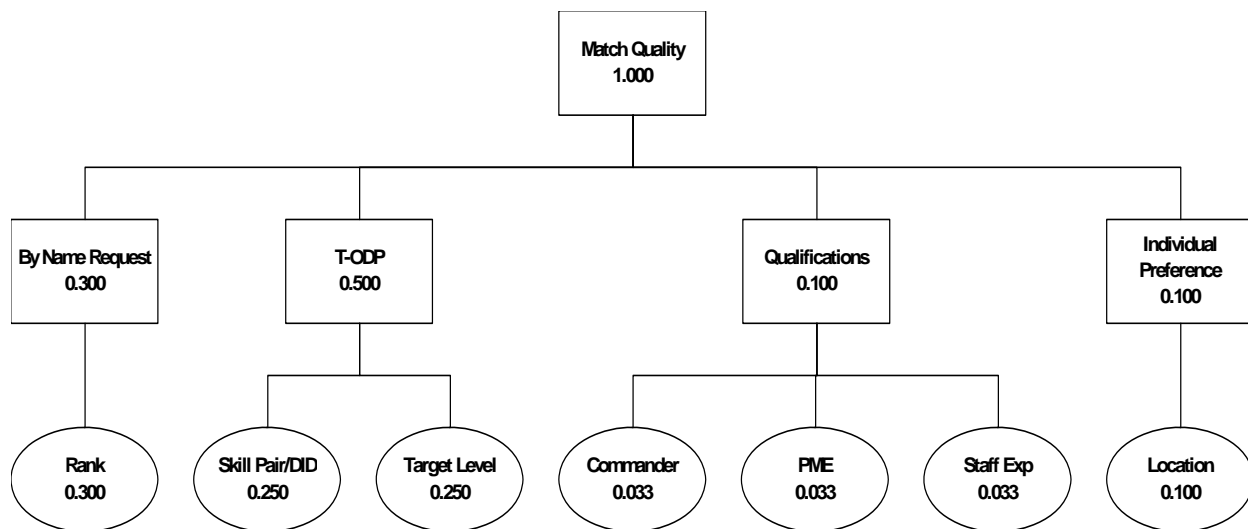 Match Quality
1.000
By Name Request
0.300
T-ODP
0.500
Qualifications
0.100
Individual
Preference
0.100
Rank
0.300
Skill Pair/DID
0.250
Target Level
0.250
Commander
0.033
PME
0.033
Staff Exp
0.033
Location
0.100